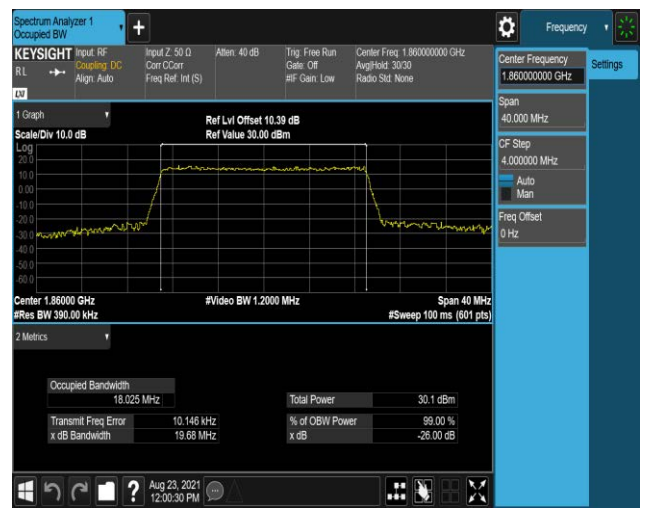 Spectrum Analyzer 1
Occupied BW
+
Frequency
KEYSIGHT Input: RF Input Z: 50 Ω Atten: 40 dB Trig: Free Run Center Freq: 1.860000000 GHz
RL Coupling: DC Corr CCorr Gate: Off Avg|Hold: 30/30
Align: Auto Freq Ref: Int (S) #IF Gain: Low Radio Std: None
LXI
Center Frequency
1.860000000 GHz
Settings
Span
40.000 MHz
CF Step
4.000000 MHz
Auto
Man
Freq Offset
0 Hz
1 Graph
Ref Lvl Offset 10.39 dB
Scale/Div 10.0 dB Ref Value 30.00 dBm
Log
20.0
10.0
0.00
-10.0
-20.0
-30.0
-40.0
-50.0
-60.0
Center 1.86000 GHz #Video BW 1.2000 MHz Span 40 MHz
#Res BW 390.00 kHz #Sweep 100 ms (601 pts)
2 Metrics
Occupied Bandwidth
18.025 MHz Total Power 30.1 dBm
Transmit Freq Error 10.146 kHz % of OBW Power 99.00 %
x dB Bandwidth 19.68 MHz x dB -26.00 dB
? Aug 23, 2021
12:00:30 PM